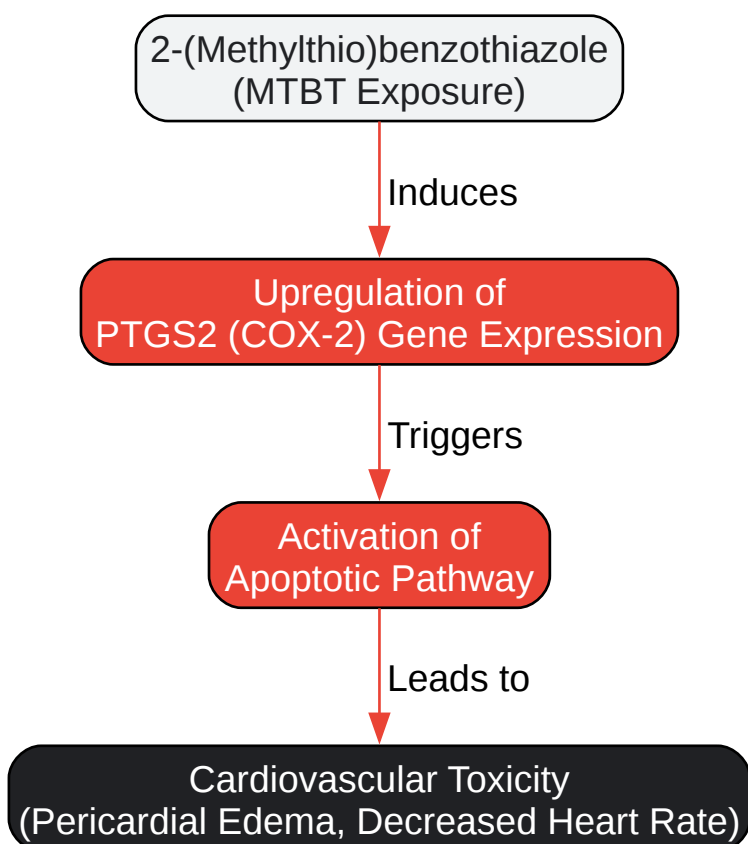 2-(Methylthio)benzothiazole
(MTBT Exposure)
Induces
Upregulation of
PTGS2 (COX-2) Gene Expression
Triggers
Activation of
Apoptotic Pathway
Leads to
Cardiovascular Toxicity
(Pericardial Edema, Decreased Heart Rate)